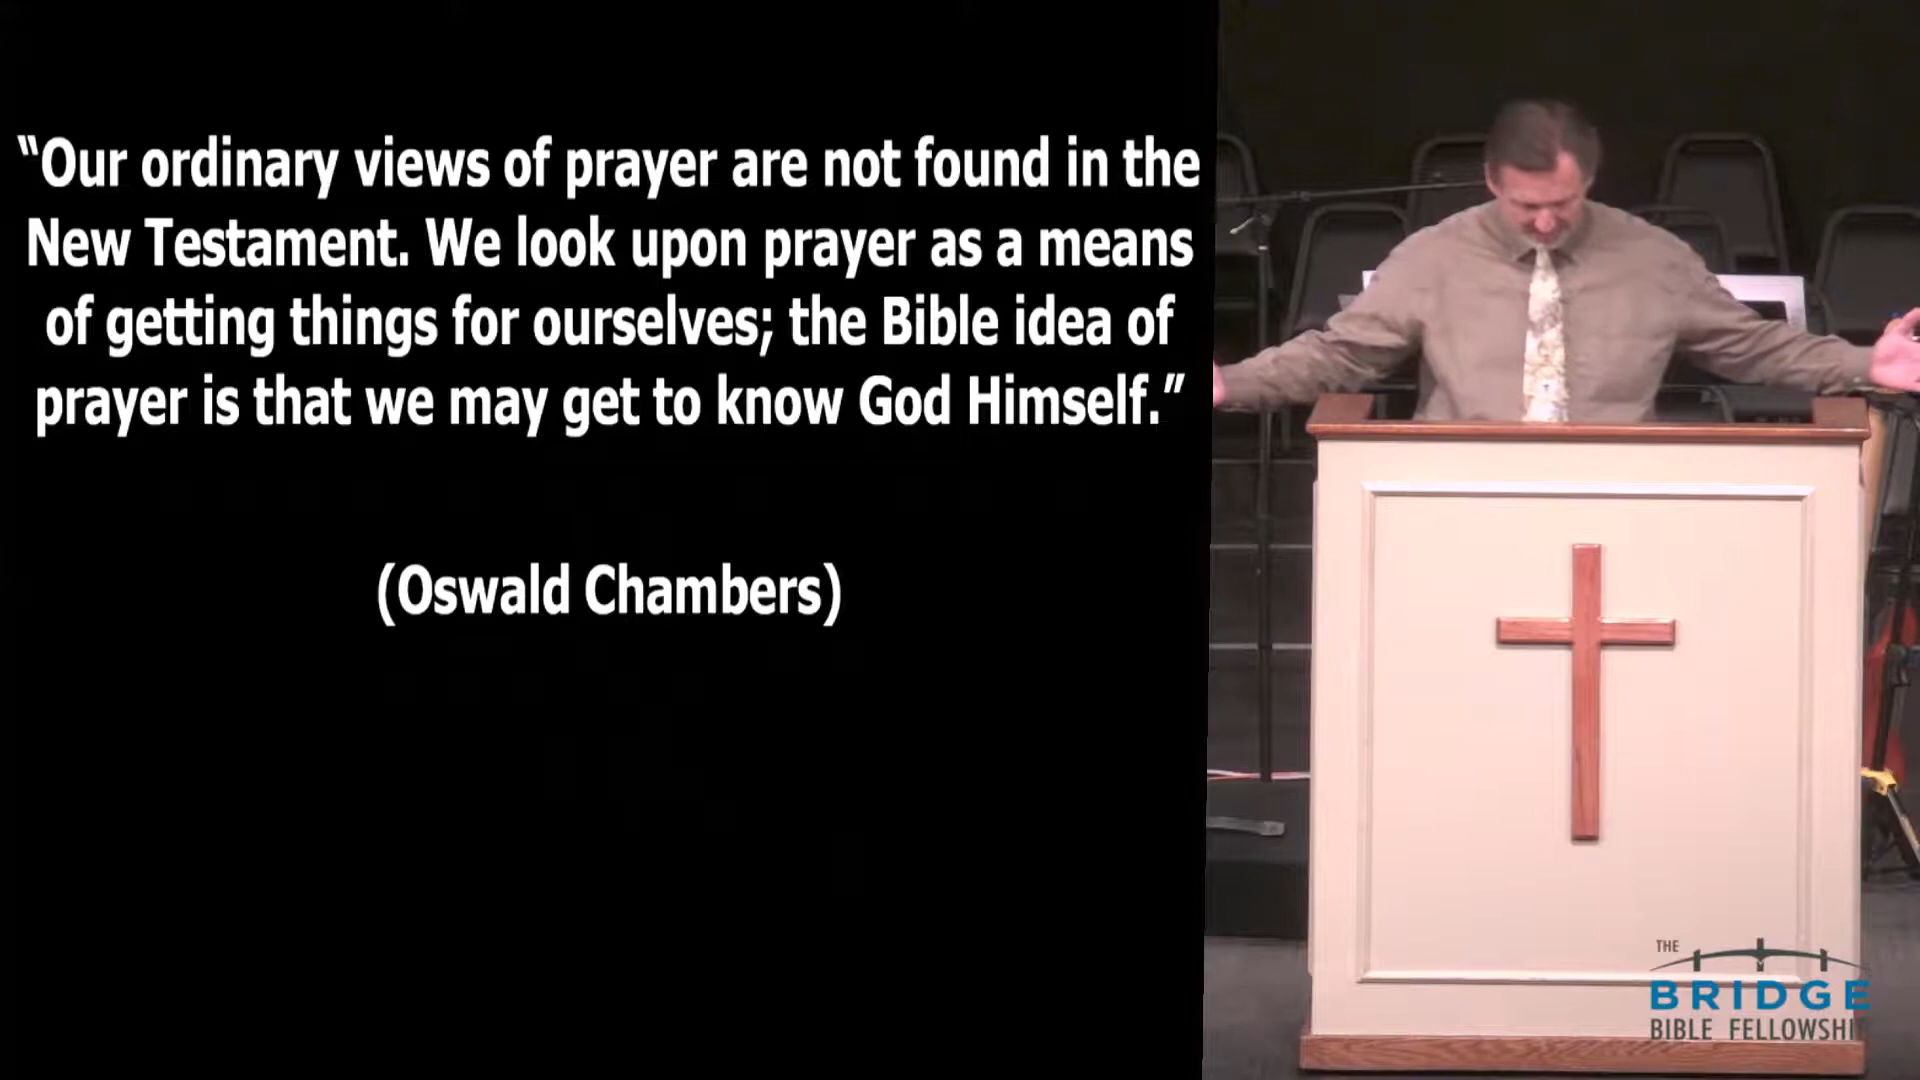 “Our ordinary views of prayer are not found in the
New Testament. We look upon prayer as a means
of getting things for ourselves; the Bible idea of
prayer is that we may get to know God Himself.”
(Oswald Chambers)
THE
BRIDGE
BIBLE FELLOWSHIP